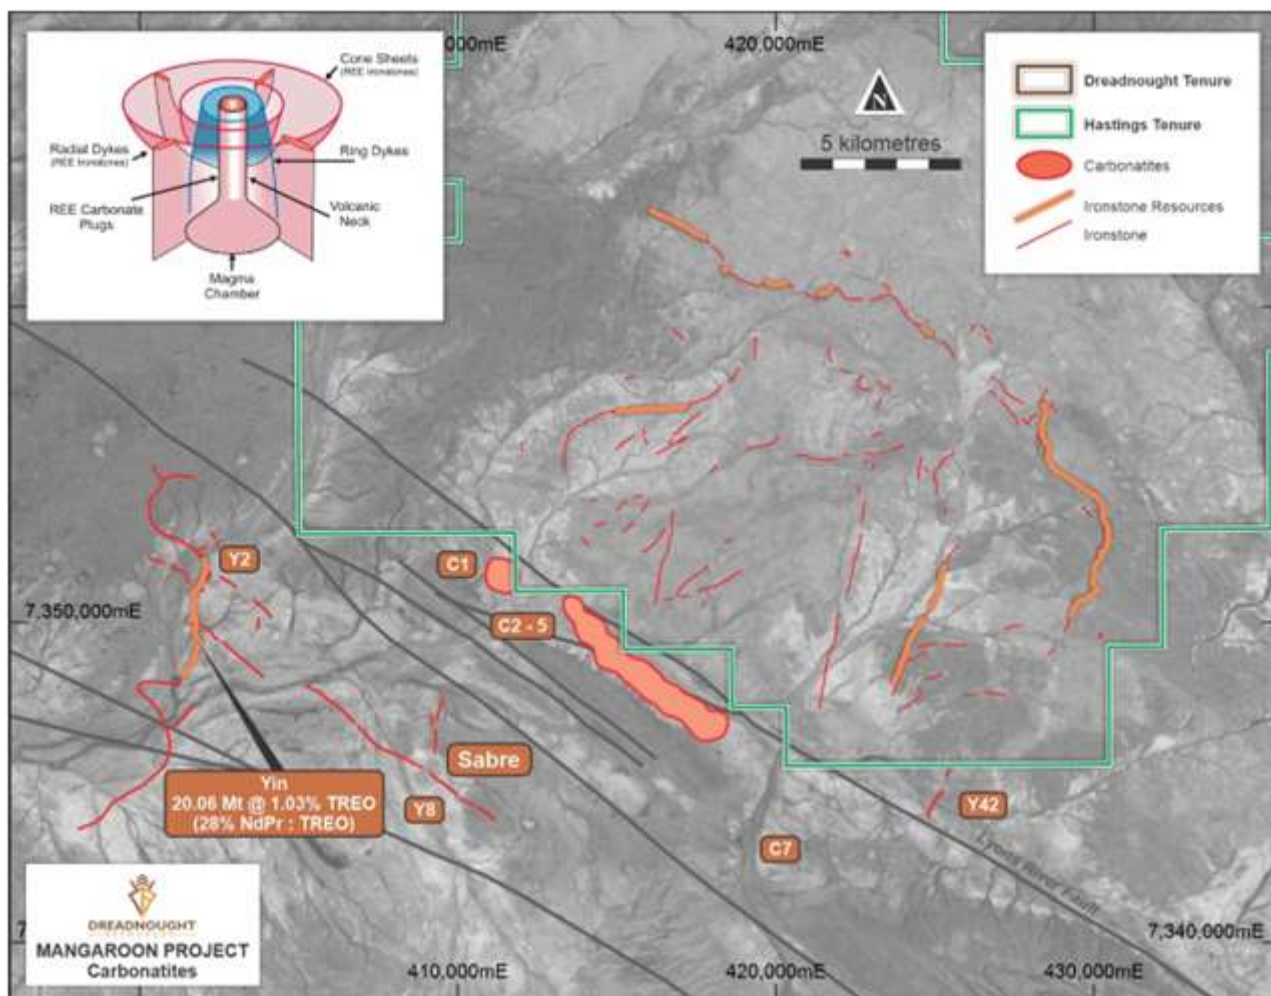 000mE
420,000mE
Cone Sheets
(REE Ironstones)
Radial Dykes
(REE Ironstones)
Ring Dykes
REE Carbonate
Plugs
Volcanic
Neck
Magma
Chamber
N
5 kilometres
Dreadnought Tenure
Hastings Tenure
Carbonatites
Ironstone Resources
Ironstone
Y2
C1
7,350,000mE
C2 - 5
Sabre
Yin
20.06 Mt @ 1.03% TREO
(28% NdPr : TREO)
Y8
Y42
C7
Lyons River Fault
DREADNOUGHT
MANGAROON PROJECT
Carbonatites
7
7,340,000mE
410,000mE
420,000mE
430,000mE